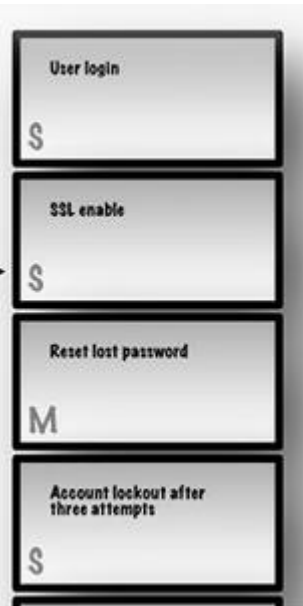 User login
S
SSL enable
S
Reset lost password
M
Account lockout after
three attempts
S